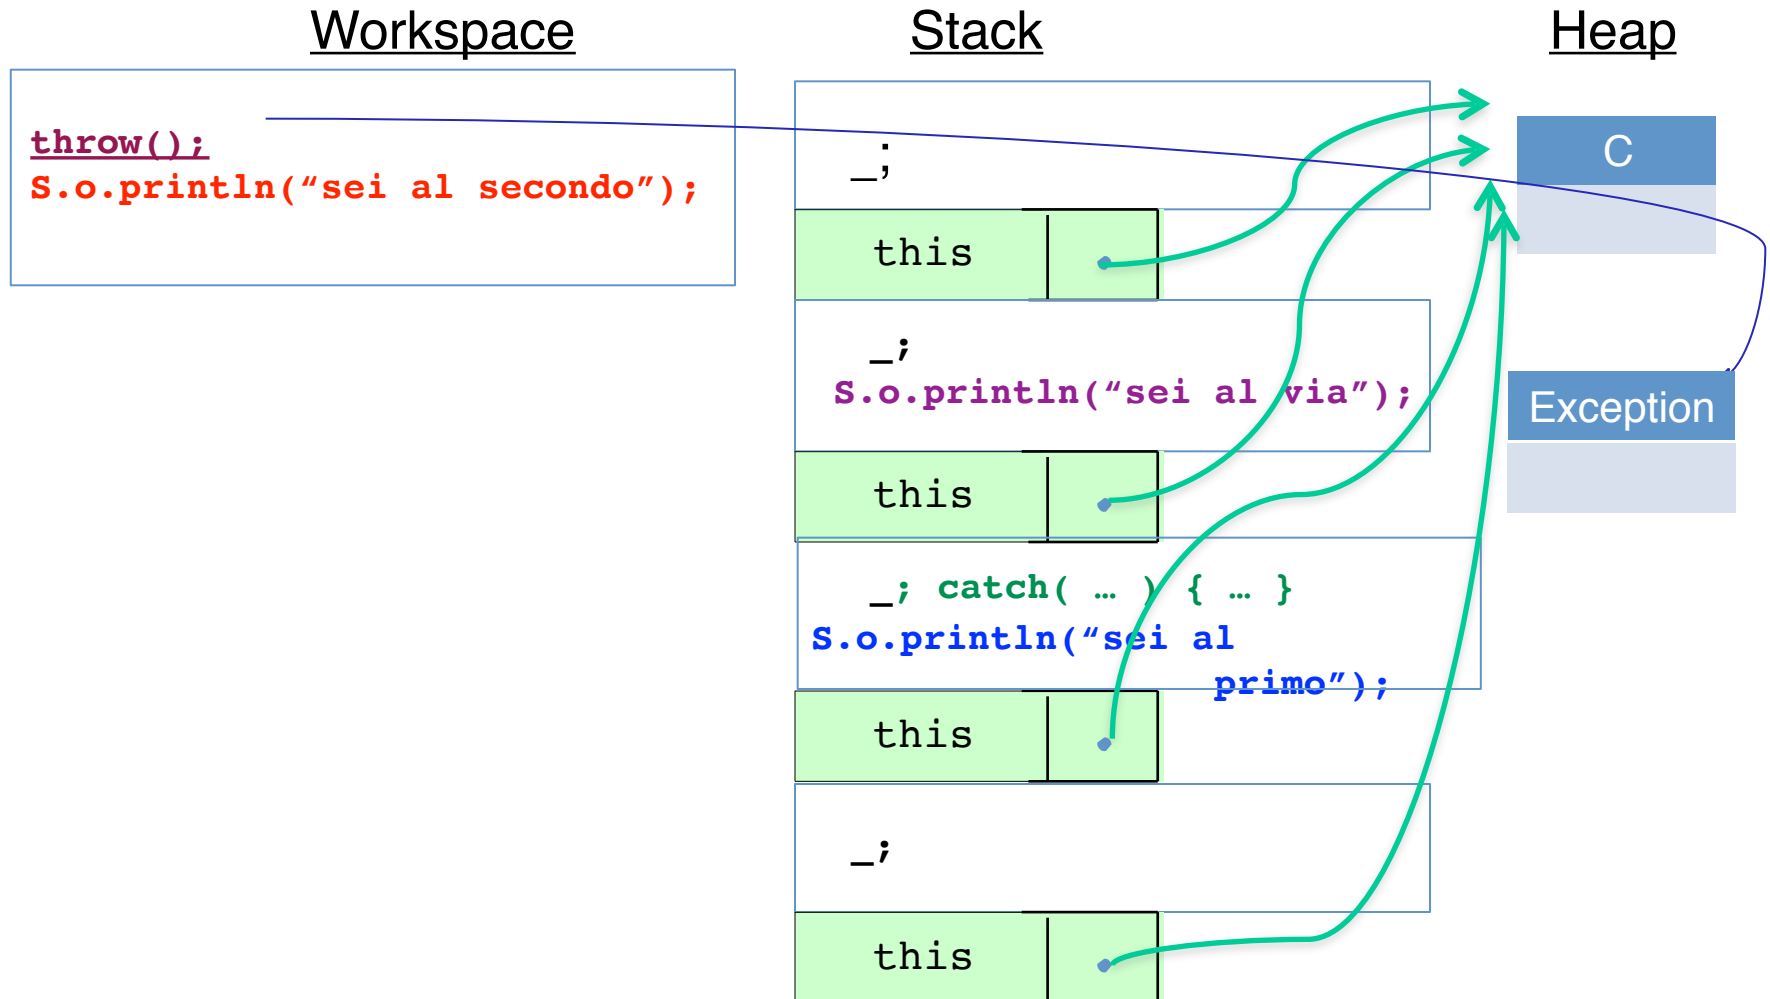 Workspace
Stack
Heap
throw();
S.o.println(“sei al secondo”);
_;
C
this
_;
S.o.println(“sei al via”);
Exception
this
_; catch( … ) { … }
S.o.println(“sei al
primo”);
this
_;
this